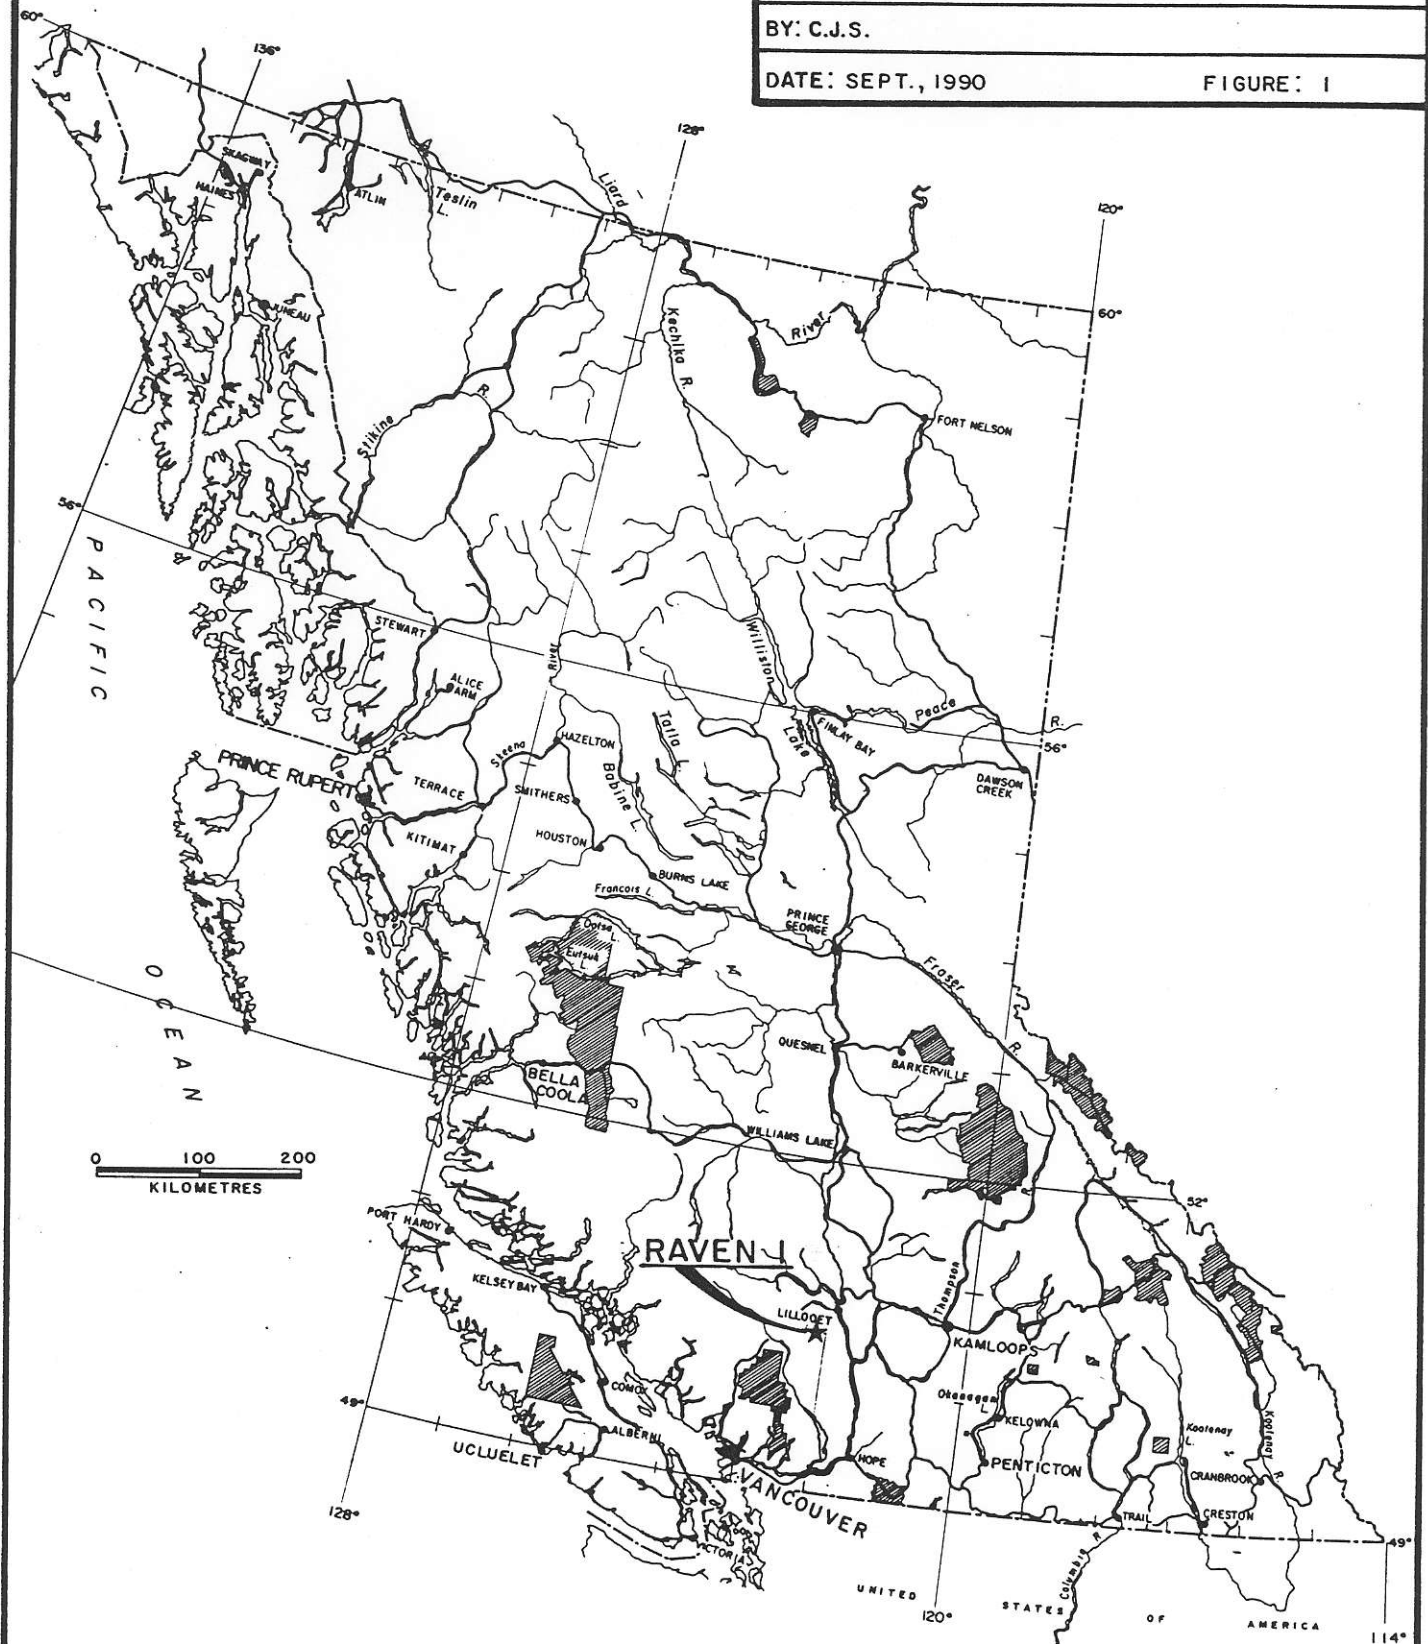 BY: C.J.S.
DATE: SEPT., 1990 FIGURE: 1
60°
136°
128°
120°
SKAGWAY
HAINES
ATLIN
Teslin
L.
Liard
JUNEAU
Kechika R.
River
60°
FORT NELSON
Stikine
R.
56°
PACIFIC
STEWART
ALICE
ARM
River
Williston
Lake
Peace
R.
56°
FINLAY BAY
Tatla L.
HAZELTON
Skeena
PRINCE RUPERT
TERRACE
SMITHERS
Babine L.
DAWSON
CREEK
KITIMAT
HOUSTON
BURNS LAKE
Francois L.
PRINCE
GEORGE
Ootsa
L.
Eutsuk
L.
Fraser
R.
OCEAN
QUESNEL
BARKERVILLE
BELLA
COOLA
WILLIAMS LAKE
0 100 200
KILOMETRES
52°
PORT HARDY
RAVEN 1
KELSEY BAY
LILLOOET
Thompson
KAMLOOPS
COMOX
Okanagan
L.
KELOWNA
49°
ALBERNI
Kootenay
L.
Kootenay R.
UCLUELET
HOPE
PENTICTON
CRANBROOK
VANCOUVER
TRAIL
CRESTON
128°
VICTORIA
49°
Columbia R.
UNITED STATES OF AMERICA
120°
114°